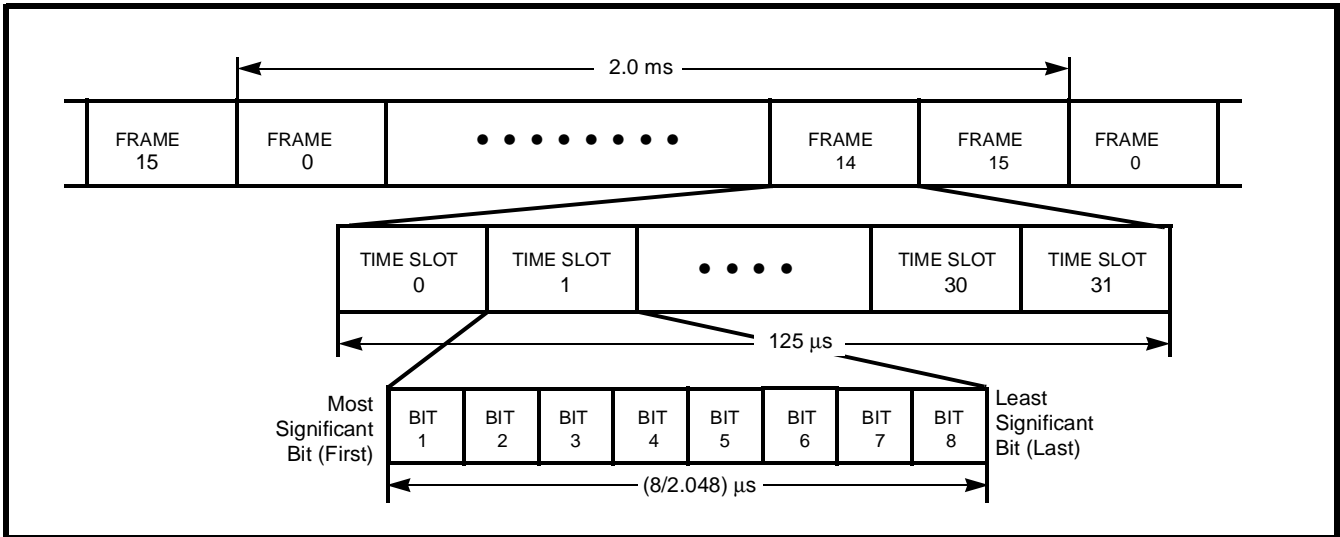 2.0 ms
FRAME 15
FRAME 0
FRAME 14
FRAME 15
FRAME 0
TIME SLOT 0
TIME SLOT 1
TIME SLOT 30
TIME SLOT 31
125 μs
Most Significant Bit (First)
BIT 1
BIT 2
BIT 3
BIT 4
BIT 5
BIT 6
BIT 7
BIT 8
Least Significant Bit (Last)
(8/2.048) μs